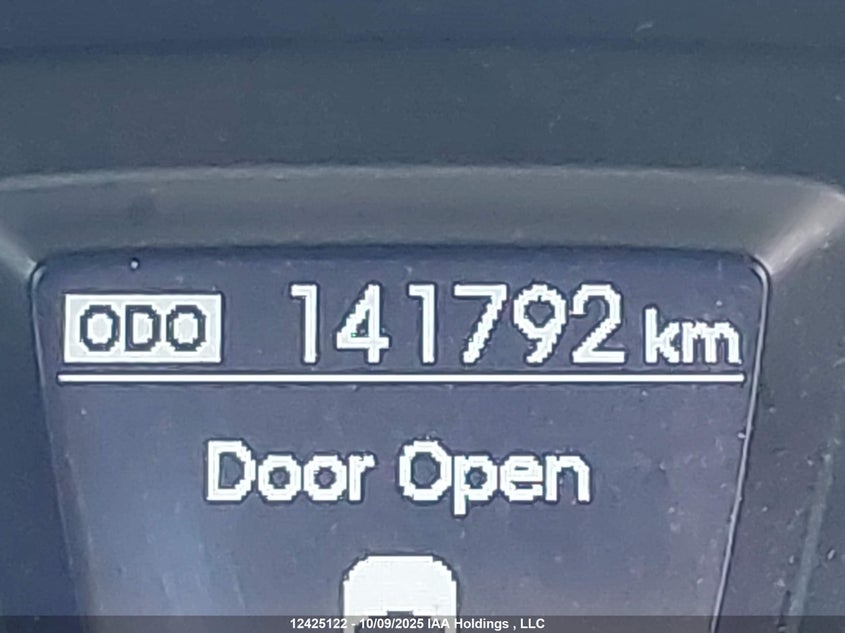 ODO 141792 km
Door Open
12425122 - 10/09/2025 IAA Holdings , LLC